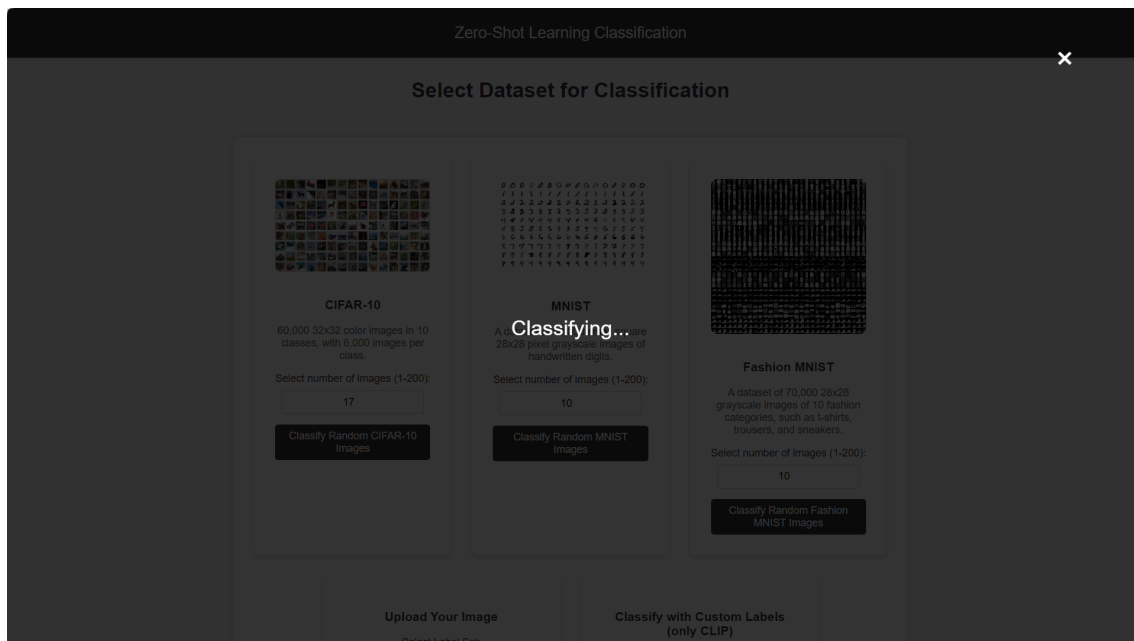 Zero-Shot Learning Classification
×
Select Dataset for Classification
CIFAR-10
60,000 32x32 color images in 10
classes, with 6,000 images per
class.
Select number of images (1-200):
17
Classify Random CIFAR-10
Images
MNIST
A
Classifying...
square
28x28 pixel grayscale images of
handwritten digits.
Select number of images (1-200):
10
Classify Random MNIST
Images
Fashion MNIST
A dataset of 70,000 28x28
grayscale images of 10 fashion
categories, such as t-shirts,
trousers, and sneakers.
Select number of images (1-200):
10
Classify Random Fashion
MNIST Images
Upload Your Image
Select Label Set
Classify with Custom Labels
(only CLIP)